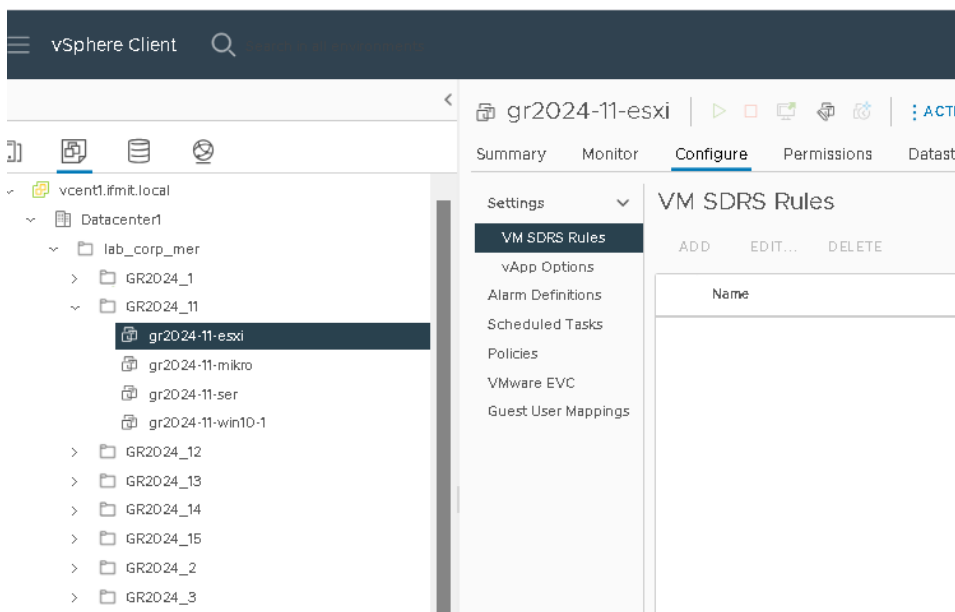 vSphere Client
gr2024-11-esxi
ACTI
Summary Monitor Configure Permissions Datast
vcent1.ifmit.local
Datacenter1
lab_corp_mer
GR2024_1
GR2024_11
gr2024-11-esxi
gr2024-11-mikro
gr2024-11-ser
gr2024-11-win10-1
GR2024_12
GR2024_13
GR2024_14
GR2024_15
GR2024_2
GR2024_3
Settings
VM SDRS Rules
vApp Options
Alarm Definitions
Scheduled Tasks
Policies
VMware EVC
Guest User Mappings
VM SDRS Rules
ADD EDIT... DELETE
Name